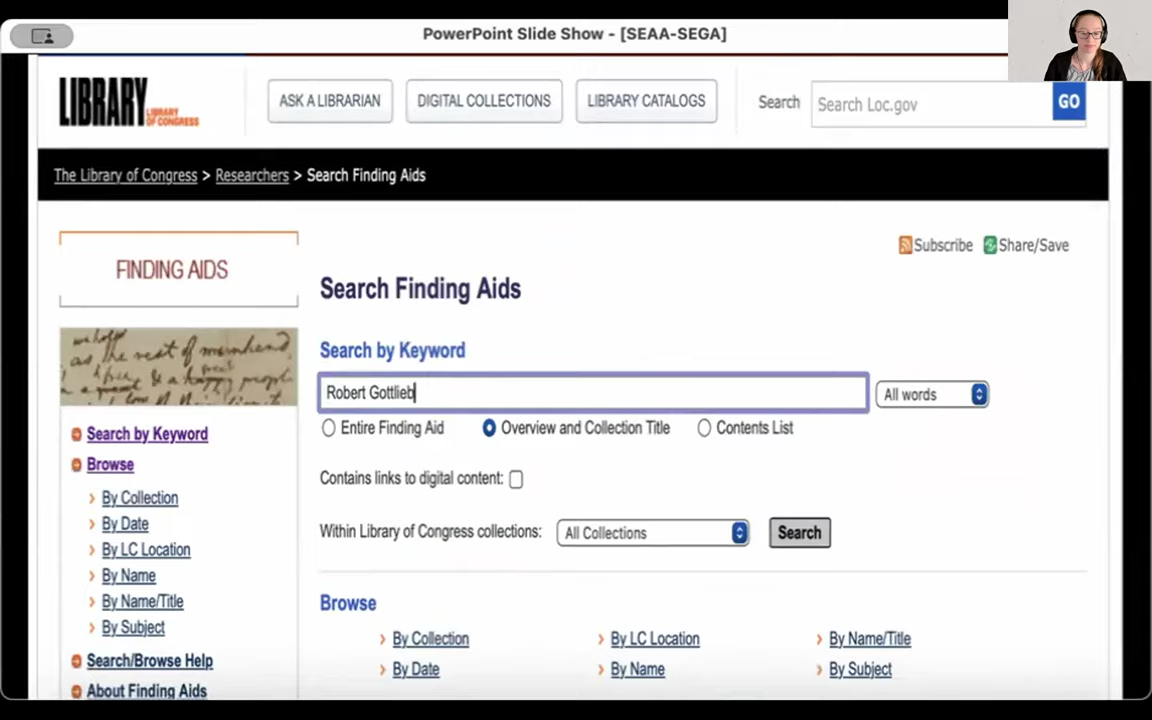 PowerPoint Slide Show - [SEAA-SEGA]
LIBRARY LIBRARY OF CONGRESS
ASK A LIBRARIAN DIGITAL COLLECTIONS LIBRARY CATALOGS Search Search Loc.gov GO
The Library of Congress > Researchers > Search Finding Aids
Subscribe Share/Save
FINDING AIDS
Search Finding Aids
as the rest of mankind
Search by Keyword
Robert Gottlieb All words
Entire Finding Aid Overview and Collection Title Contents List
Search by Keyword
Browse
By Collection
By Date
By LC Location
By Name
By Name/Title
By Subject
Search/Browse Help
About Finding Aids
Contains links to digital content:
Within Library of Congress collections: All Collections Search
Browse
By Collection By LC Location By Name/Title
By Date By Name By Subject